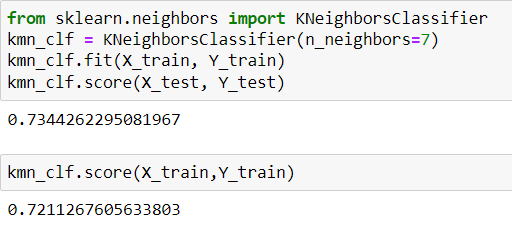 from sklearn.neighbors import KNeighborsClassifier
kmn_clf = KNeighborsClassifier(n_neighbors=7)
kmn_clf.fit(X_train, Y_train)
kmn_clf.score(X_test, Y_test)
0.7344262295081967
kmn_clf.score(X_train,Y_train)
0.7211267605633803